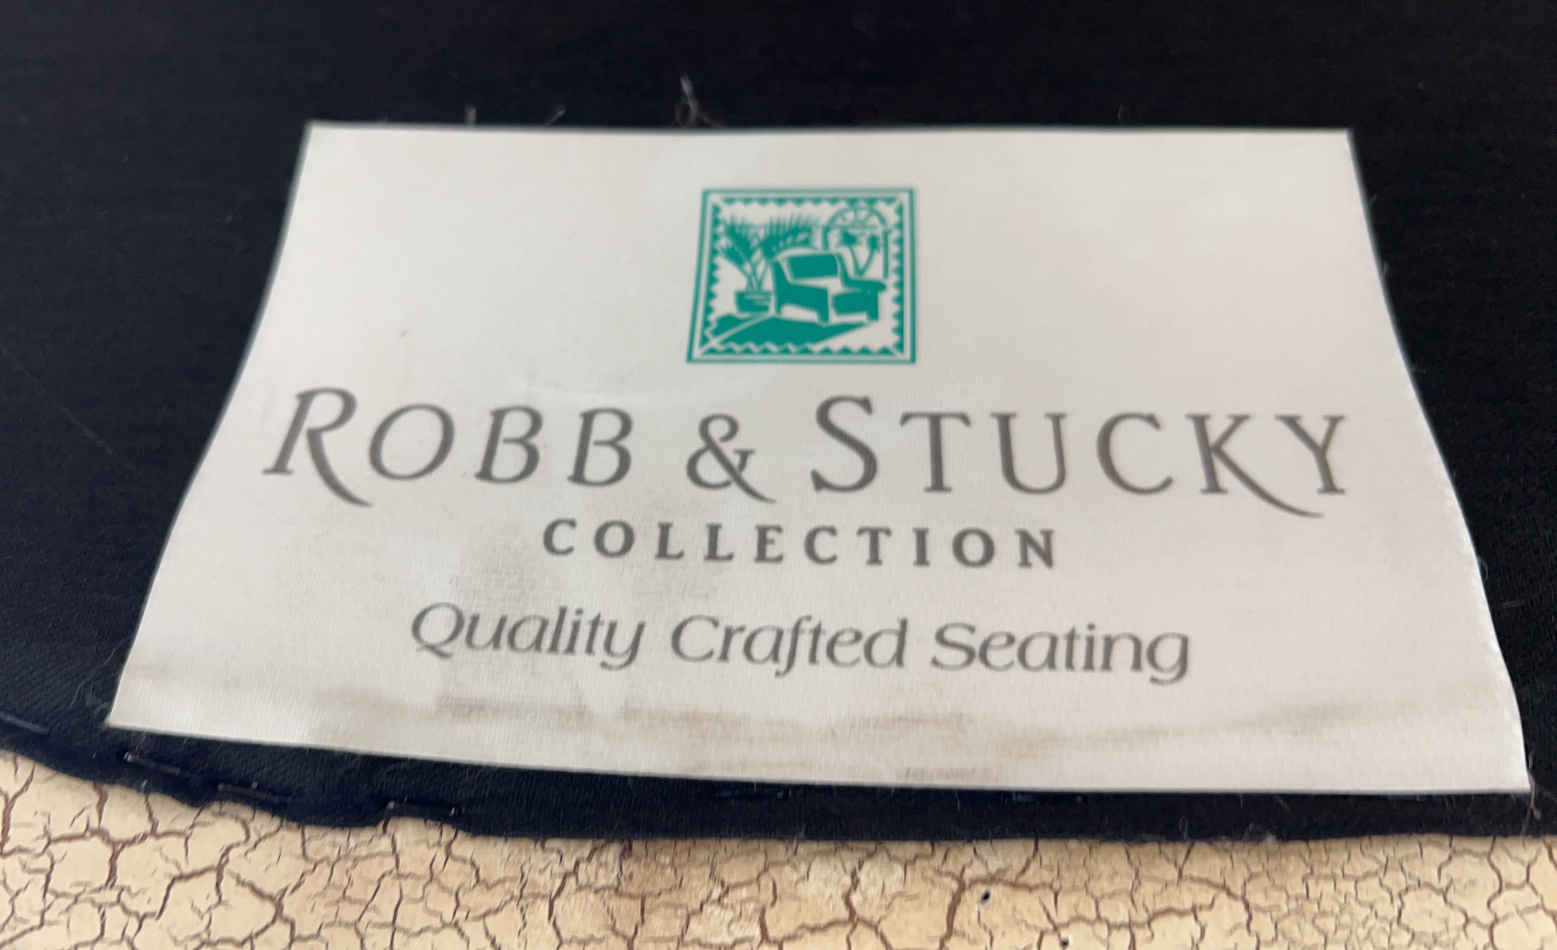 ROBB & STUCKY
COLLECTION
Quality Crafted Seating